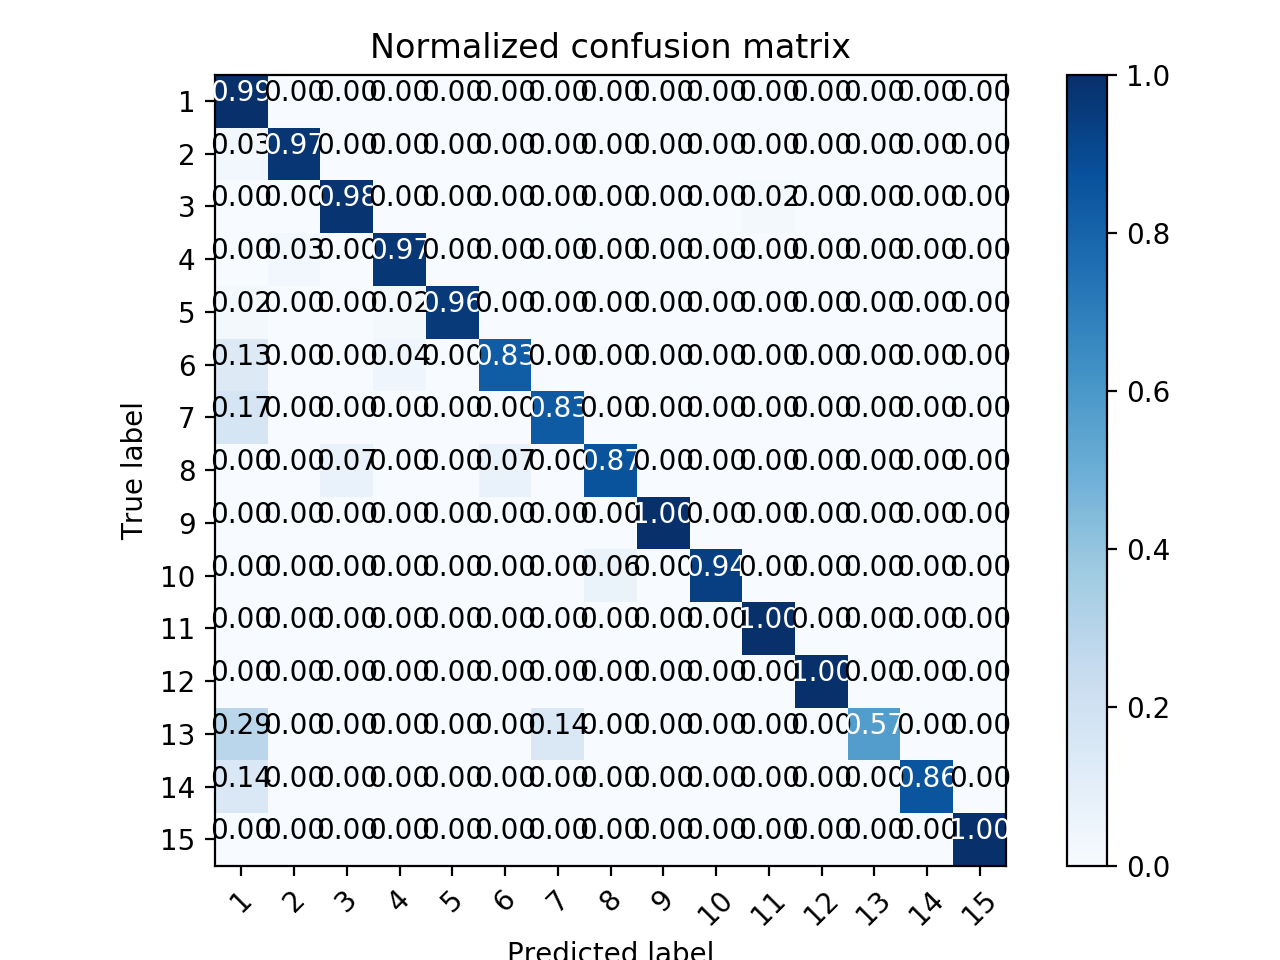 Normalized confusion matrix
1 0.99 0.00 0.00 0.00 0.00 0.00 0.00 0.00 0.00 0.00 0.00 0.00 0.00 0.00 0.00 1.0
2 0.03 0.97 0.00 0.00 0.00 0.00 0.00 0.00 0.00 0.00 0.00 0.00 0.00 0.00 0.00
3 0.00 0.00 0.98 0.00 0.00 0.00 0.00 0.00 0.00 0.00 0.02 0.00 0.00 0.00 0.00
0.8
4 0.00 0.03 0.00 0.97 0.00 0.00 0.00 0.00 0.00 0.00 0.00 0.00 0.00 0.00 0.00
5 0.02 0.00 0.00 0.02 0.96 0.00 0.00 0.00 0.00 0.00 0.00 0.00 0.00 0.00 0.00
6 0.13 0.00 0.00 0.04 0.00 0.83 0.00 0.00 0.00 0.00 0.00 0.00 0.00 0.00 0.00
0.6
7 0.17 0.00 0.00 0.00 0.00 0.00 0.83 0.00 0.00 0.00 0.00 0.00 0.00 0.00 0.00
True label
8 0.00 0.00 0.07 0.00 0.00 0.07 0.00 0.87 0.00 0.00 0.00 0.00 0.00 0.00 0.00
9 0.00 0.00 0.00 0.00 0.00 0.00 0.00 0.00 1.00 0.00 0.00 0.00 0.00 0.00 0.00
0.4
10 0.00 0.00 0.00 0.00 0.00 0.00 0.00 0.06 0.00 0.94 0.00 0.00 0.00 0.00 0.00
11 0.00 0.00 0.00 0.00 0.00 0.00 0.00 0.00 0.00 0.00 1.00 0.00 0.00 0.00 0.00
12 0.00 0.00 0.00 0.00 0.00 0.00 0.00 0.00 0.00 0.00 0.00 1.00 0.00 0.00 0.00
0.2
13 0.29 0.00 0.00 0.00 0.00 0.00 0.14 0.00 0.00 0.00 0.00 0.00 0.57 0.00 0.00
14 0.14 0.00 0.00 0.00 0.00 0.00 0.00 0.00 0.00 0.00 0.00 0.00 0.00 0.86 0.00
15 0.00 0.00 0.00 0.00 0.00 0.00 0.00 0.00 0.00 0.00 0.00 0.00 0.00 0.00 1.00
0.0
1 2 3 4 5 6 7 8 9 10 11 12 13 14 15
Predicted label